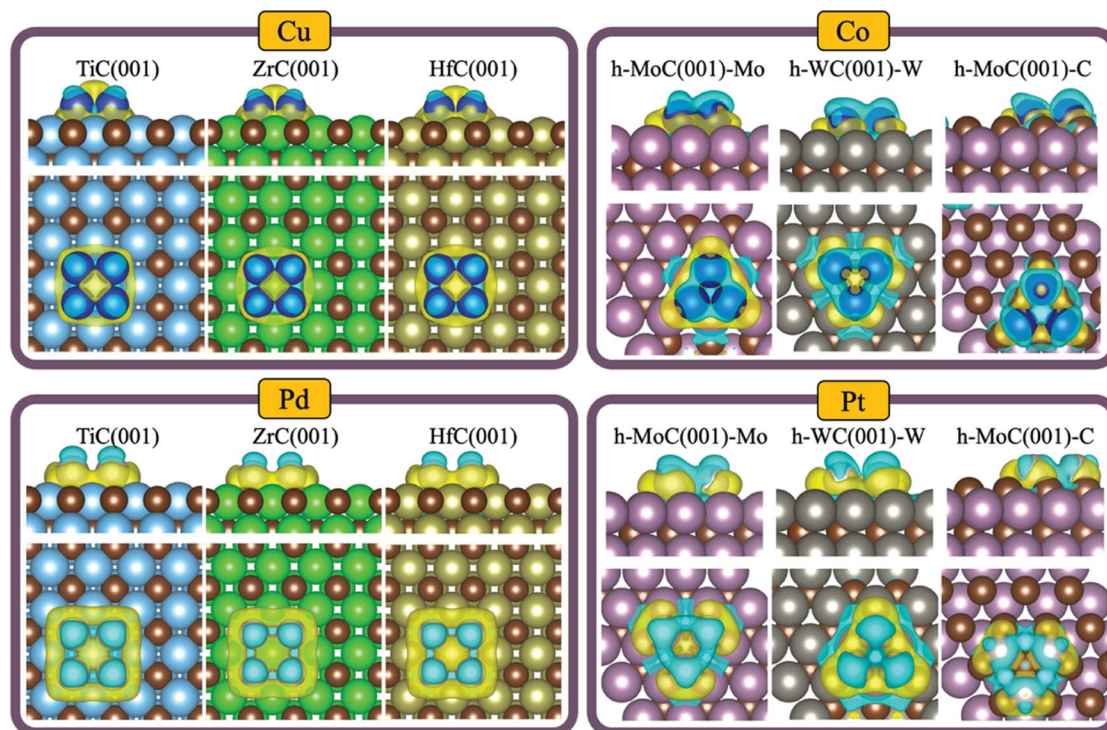 Cu
TiC(001) ZrC(001) HfC(001)
Co
h-MoC(001)-Mo h-WC(001)-W h-MoC(001)-C
Pd
TiC(001) ZrC(001) HfC(001)
Pt
h-MoC(001)-Mo h-WC(001)-W h-MoC(001)-C